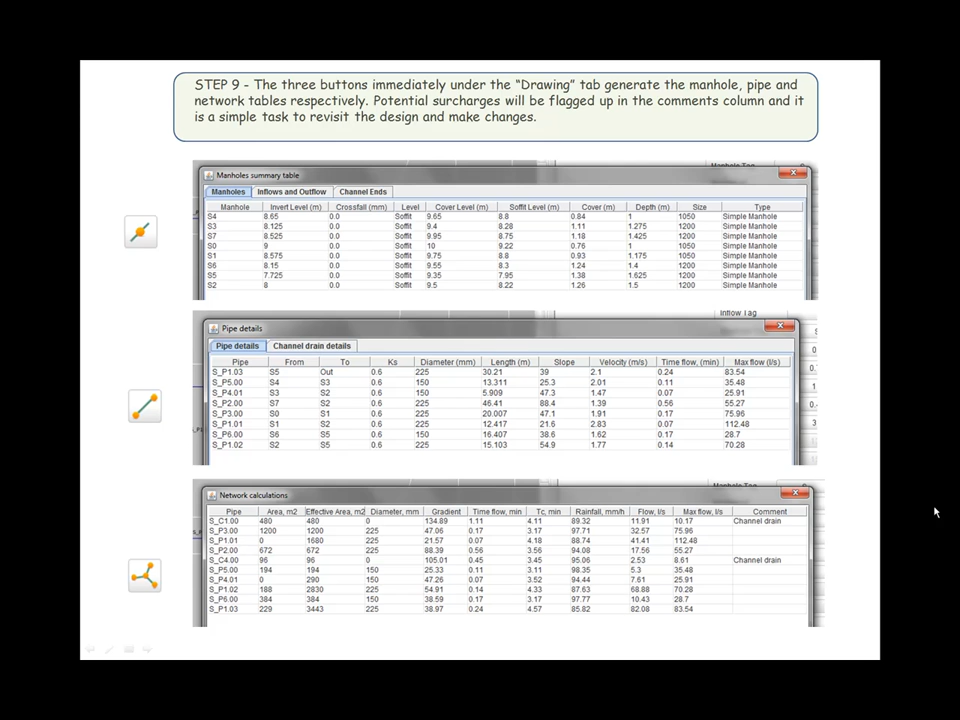 STEP 9 - The three buttons immediately under the “Drawing” tab generate the manhole, pipe and
network tables respectively. Potential surcharges will be flagged up in the comments column and it
is a simple task to revisit the design and make changes.
Manholes summary table
Manholes Inflows and Outflow Channel Ends
Manhole Invert Level (m) Crossfall (mm) Level Cover Level (m) Soffit Level (m) Cover (m) Depth (m) Size Type
S4 8.65 0.0 Soffit 9.65 8.8 0.84 1 1050 Simple Manhole
S3 8.125 0.0 Soffit 9.4 8.28 1.11 1.275 1200 Simple Manhole
S7 8.525 0.0 Soffit 9.95 8.75 1.18 1.425 1200 Simple Manhole
S0 9 0.0 Soffit 10 9.22 0.76 1 1050 Simple Manhole
S1 8.575 0.0 Soffit 9.75 8.8 0.93 1.175 1050 Simple Manhole
S6 8.15 0.0 Soffit 9.55 8.3 1.24 1.4 1200 Simple Manhole
S5 7.725 0.0 Soffit 9.35 7.95 1.38 1.625 1200 Simple Manhole
S2 8 0.0 Soffit 9.5 8.22 1.26 1.5 1200 Simple Manhole
Inflow Tag
Pipe details
Pipe details Channel drain details
Pipe From To Ks Diameter (mm) Length (m) Slope Velocity (m/s) Time flow, (min) Max flow (l/s)
S_P1.03 S5 Out 0.6 225 30.21 39 2.1 0.24 83.54
S_P5.00 S4 S3 0.6 150 13.311 25.3 2.01 0.11 35.48
S_P4.01 S3 S2 0.6 150 5.909 47.3 1.47 0.07 25.91
S_P2.00 S7 S2 0.6 225 46.41 88.4 1.39 0.56 55.27
S_P3.00 S0 S1 0.6 225 20.007 47.1 1.91 0.17 75.96
S_P1.01 S1 S2 0.6 225 12.417 21.6 2.83 0.07 112.48
S_P6.00 S6 S5 0.6 150 16.407 38.6 1.62 0.17 28.7
S_P1.02 S2 S5 0.6 225 15.103 54.9 1.77 0.14 70.28
Network calculations
Pipe Area, m2 Effective Area, m2 Diameter, mm Gradient Time flow, min Tc, min Rainfall, mm/h Flow, l/s Max flow, l/s Comment
S_C1.00 480 480 0 134.89 1.11 4.11 89.32 11.91 10.17 Channel drain
S_P3.00 1200 1200 225 47.06 0.17 3.17 97.71 32.57 75.96
S_P1.01 0 1680 225 21.57 0.07 4.18 88.74 41.41 112.48
S_P2.00 672 672 225 88.39 0.56 3.56 94.08 17.56 55.27
S_C4.00 96 96 0 105.01 0.45 3.45 95.06 2.53 8.61 Channel drain
S_P5.00 194 194 150 25.33 0.11 3.11 98.35 5.3 35.48
S_P4.01 0 290 150 47.26 0.07 3.52 94.44 7.61 25.91
S_P1.02 188 2830 225 54.91 0.14 4.33 87.63 68.88 70.28
S_P6.00 384 384 150 38.59 0.17 3.17 97.77 10.43 28.7
S_P1.03 229 3443 225 38.97 0.24 4.57 85.82 82.08 83.54